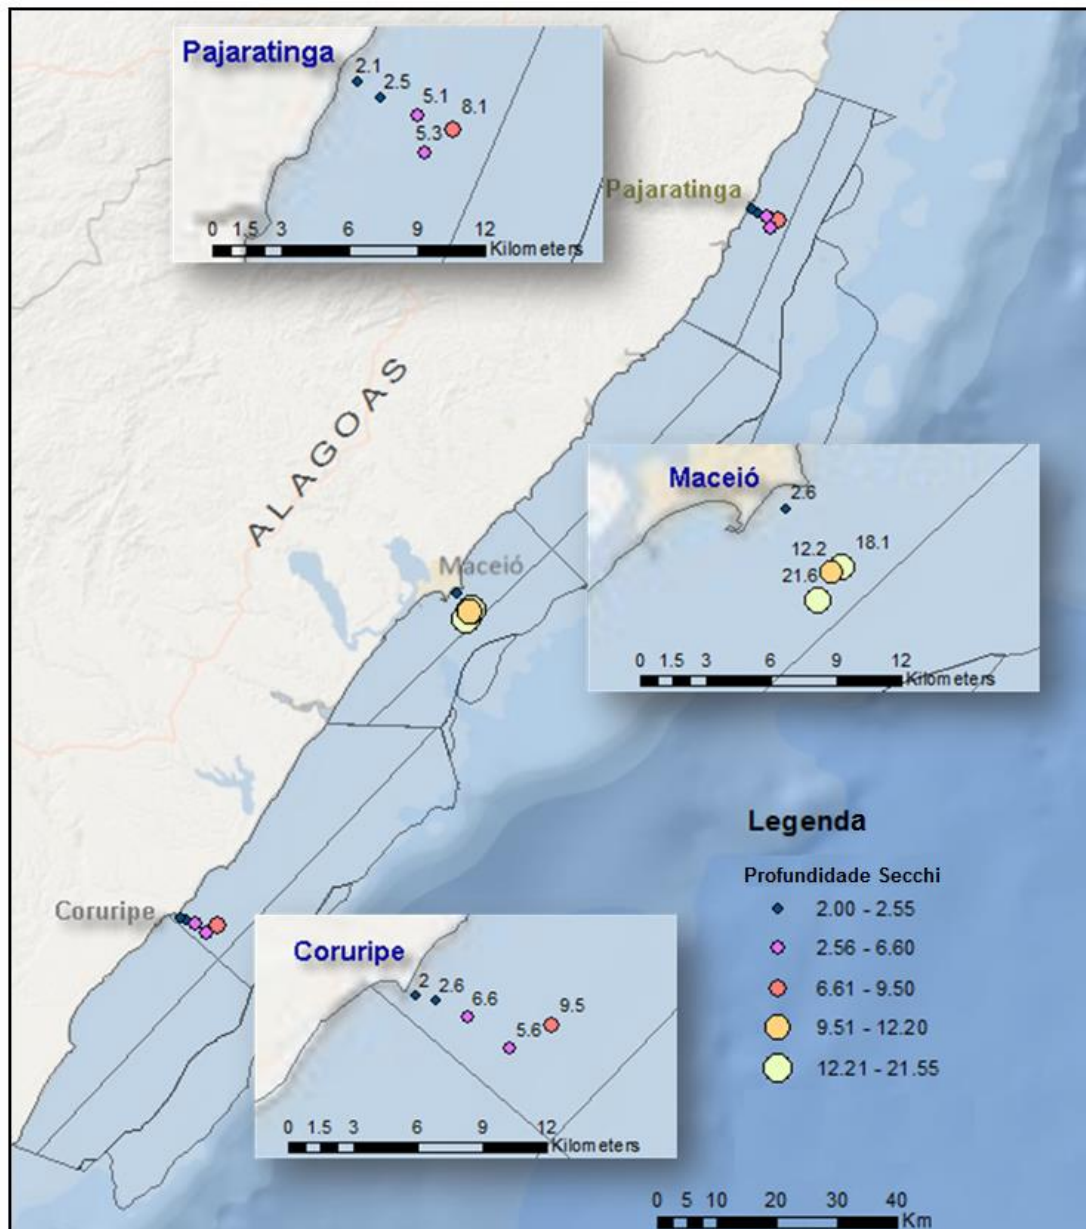 Pajaratinga
2.1
2.5
5.1
8.1
5.3
0 1.5 3 6 9 12
Kilometers
Pajaratinga
ALAGOAS
Maceió
2.6
12.2
18.1
21.6
0 1.5 3 6 9 12
Kilometers
Maceió
Coruripe
Coruripe
2
2.6
6.6
5.6
9.5
0 1.5 3 6 9 12
Kilometers
Legenda
Profundidade Secchi
2.00 - 2.55
2.56 - 6.60
6.61 - 9.50
9.51 - 12.20
12.21 - 21.55
0 5 10 20 30 40
Km